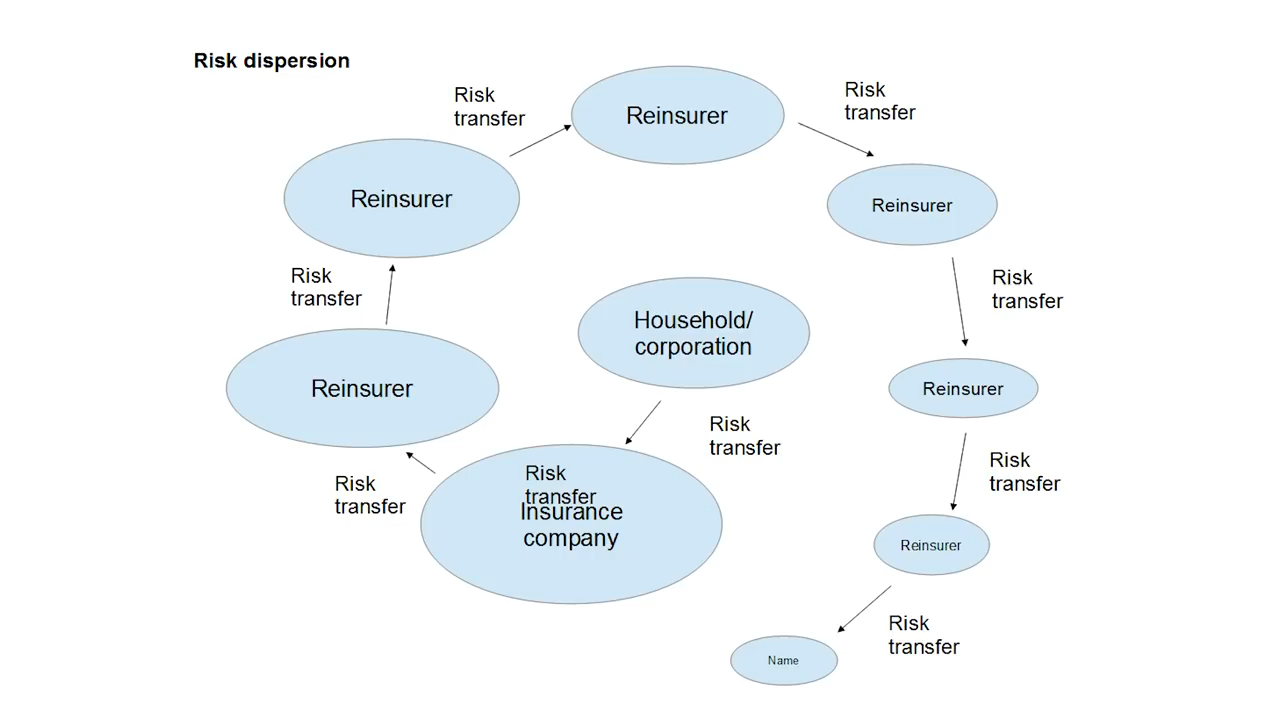 Risk dispersion
Risk
transfer
Reinsurer
Risk
transfer
Reinsurer
Reinsurer
Risk
transfer
Risk
transfer
Household/
corporation
Reinsurer
Reinsurer
Risk
transfer
Risk
transfer
Risk
transfer
Insurance
company
Risk
transfer
Reinsurer
Risk
transfer
Name